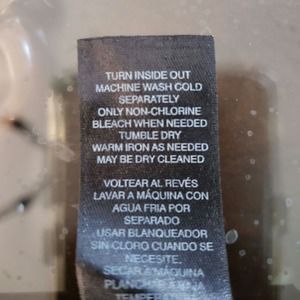 TURN INSIDE OUT
MACHINE WASH COLD
SEPARATELY
ONLY NON-CHLORINE
BLEACH WHEN NEEDED
TUMBLE DRY
WARM IRON AS NEEDED
MAY BE DRY CLEANED
VOLTEAR AL REVÉS
LAVAR A MÁQUINA CON
AGUA FRIA POR
SEPARADO
USAR BLANQUEADOR
SIN CLORO CUANDO SE
NECESITE.
SECAR A MÁQUINA
PLANCHAR A BAJA